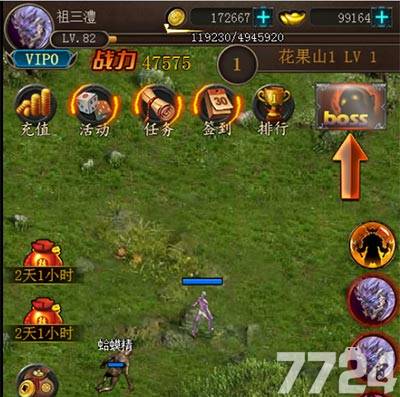 祖三澧
172667
99164
LV.82
119230/4945920
VIP0
战力 47575
1
花果山1 LV 1
boss
充值
活动
30
任务
签到
排行
2天1小时
2天1小时
蛤蟆精
7724